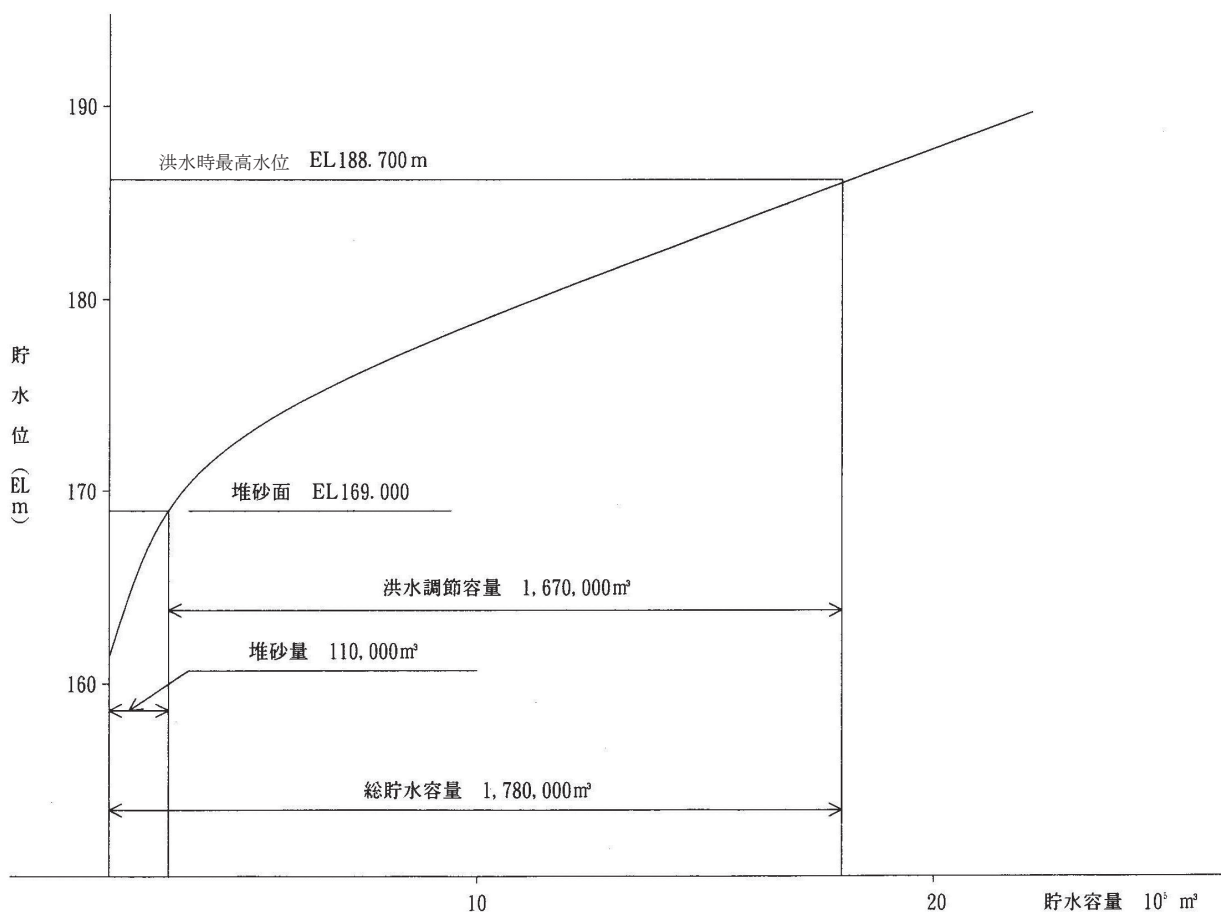 190
洪水時最高水位 EL188.700m
180
貯水位(ELm)
170
堆砂面 EL169.000
洪水調節容量 1,670,000m³
堆砂量 110,000m³
160
総貯水容量 1,780,000m³
10
20
貯水容量 10⁵ m³